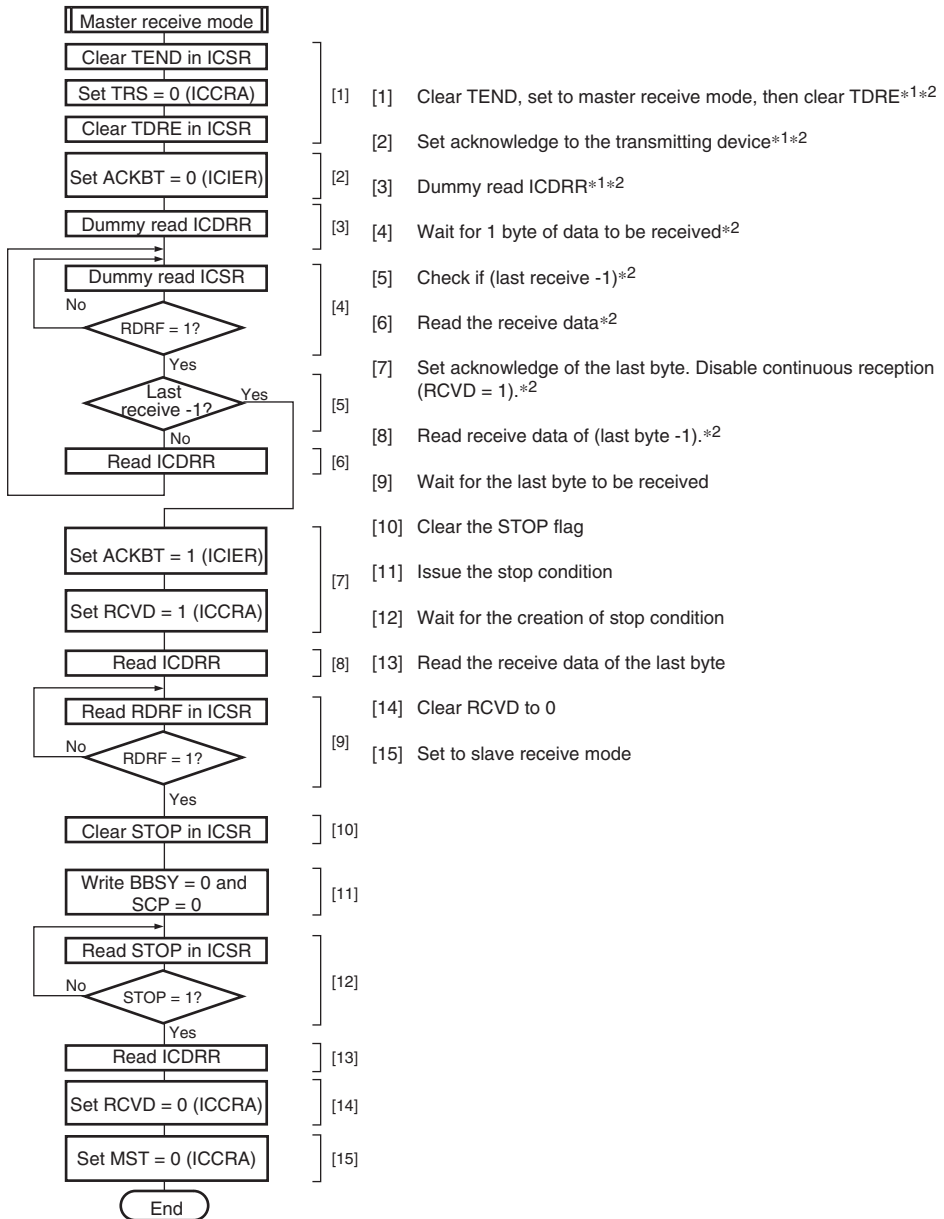 Master receive mode
Clear TEND in ICSR
Set TRS = 0 (ICCRA)
Clear TDRE in ICSR
[1]
Set ACKBT = 0 (ICIER)
[2]
Dummy read ICDRR
[3]
Dummy read ICSR
No
RDRF = 1?
[4]
Yes
Last
receive -1?
Yes
[5]
No
Read ICDRR
[6]
Set ACKBT = 1 (ICIER)
[7]
Set RCVD = 1 (ICCRA)
Read ICDRR
[8]
Read RDRF in ICSR
No
RDRF = 1?
[9]
Yes
Clear STOP in ICSR
[10]
Write BBSY = 0 and
SCP = 0
[11]
Read STOP in ICSR
No
STOP = 1?
[12]
Yes
Read ICDRR
[13]
Set RCVD = 0 (ICCRA)
[14]
Set MST = 0 (ICCRA)
[15]
End
[1] Clear TEND, set to master receive mode, then clear TDRE*1*2
[2] Set acknowledge to the transmitting device*1*2
[3] Dummy read ICDRR*1*2
[4] Wait for 1 byte of data to be received*2
[5] Check if (last receive -1)*2
[6] Read the receive data*2
[7] Set acknowledge of the last byte. Disable continuous reception
(RCVD = 1).*2
[8] Read receive data of (last byte -1).*2
[9] Wait for the last byte to be received
[10] Clear the STOP flag
[11] Issue the stop condition
[12] Wait for the creation of stop condition
[13] Read the receive data of the last byte
[14] Clear RCVD to 0
[15] Set to slave receive mode